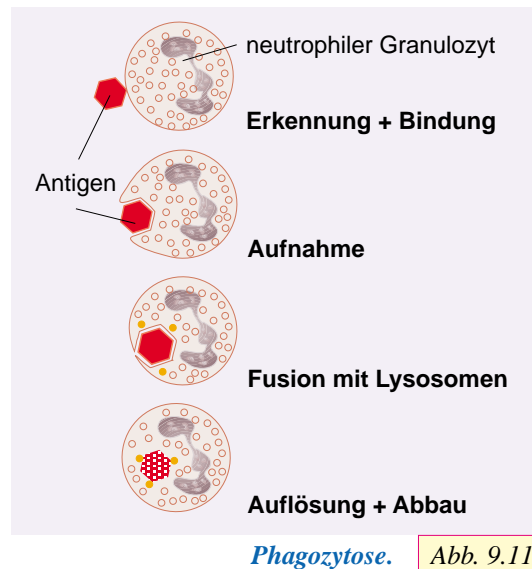 neutrophiler Granulozyt
Erkennung + Bindung
Antigen
Aufnahme
Fusion mit Lysosomen
Auflösung + Abbau
Phagozytose. Abb. 9.11